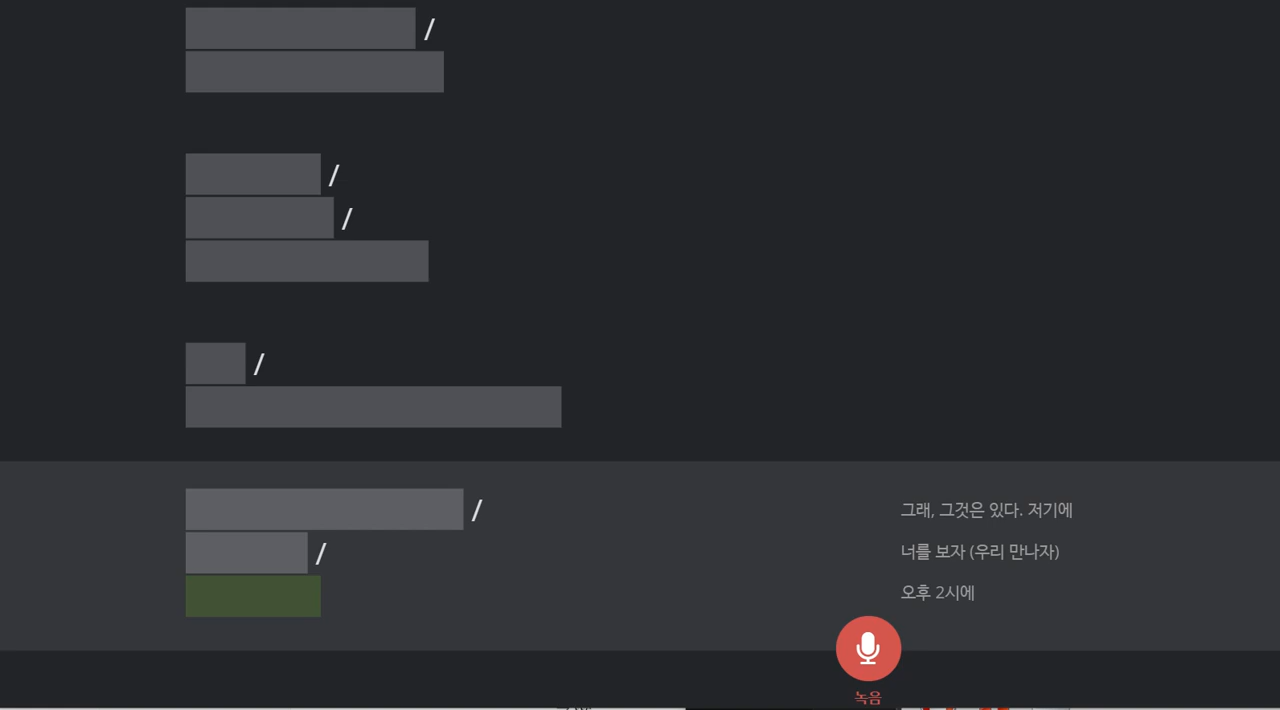 /
/
/
/
/
그래, 그것은 있다. 저기에
/
너를 보자 (우리 만나자)
오후 2시에
녹음